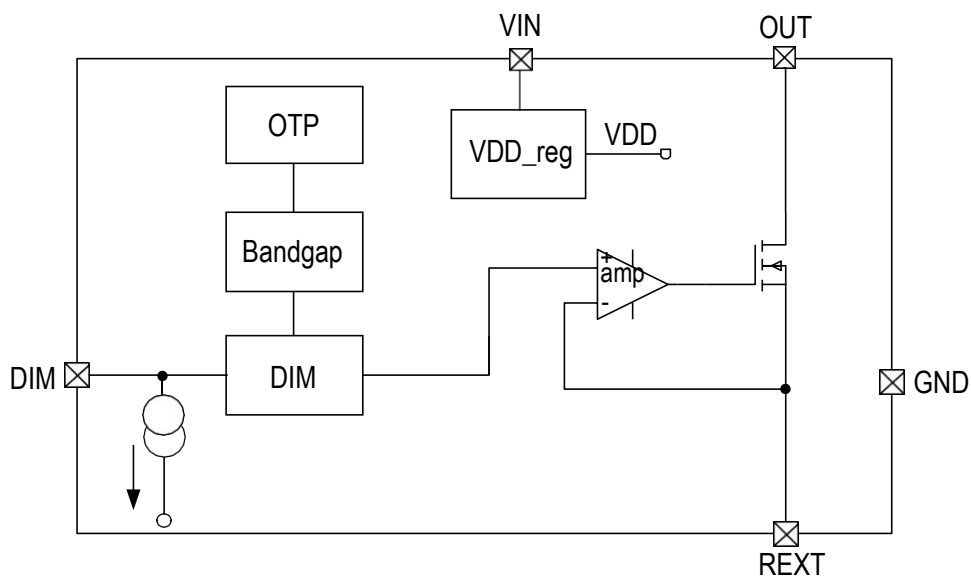 VIN
OUT
OTP
VDD_reg
VDD
Bandgap
+
amp
-
DIM
DIM
GND
REXT